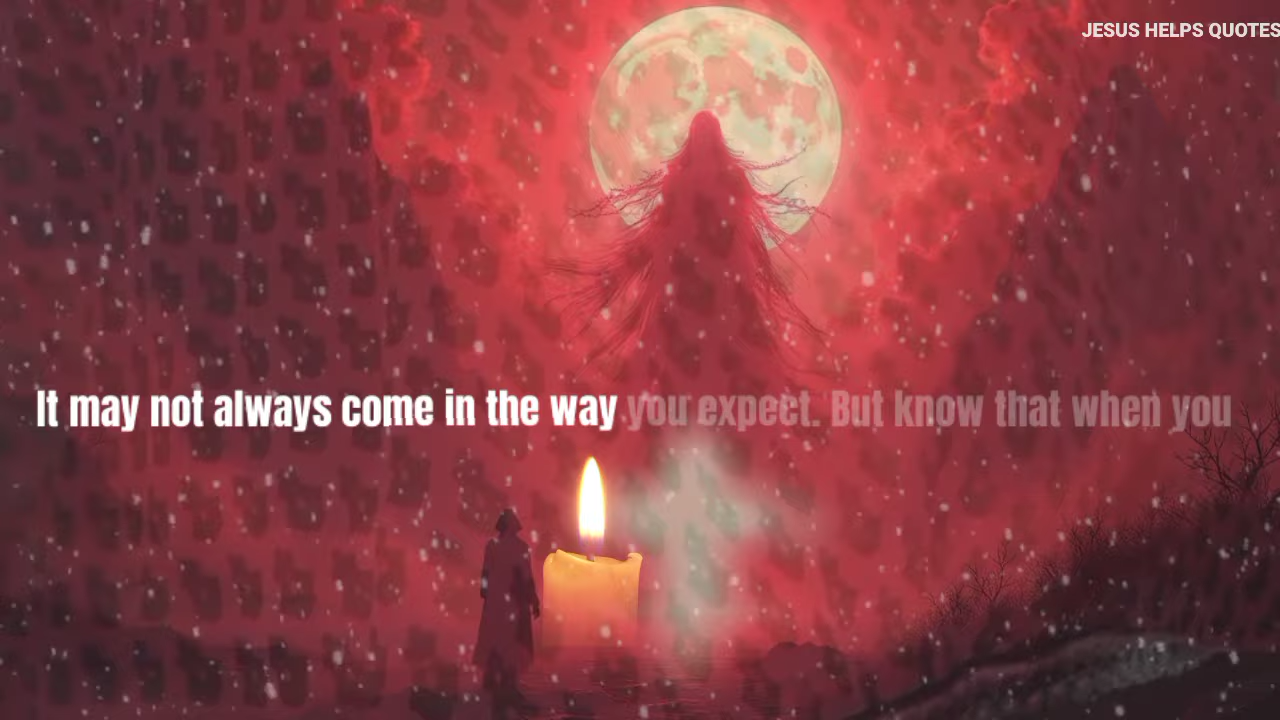 JESUS HELPS QUOTES
It may not always come in the way you expect. But know that when you